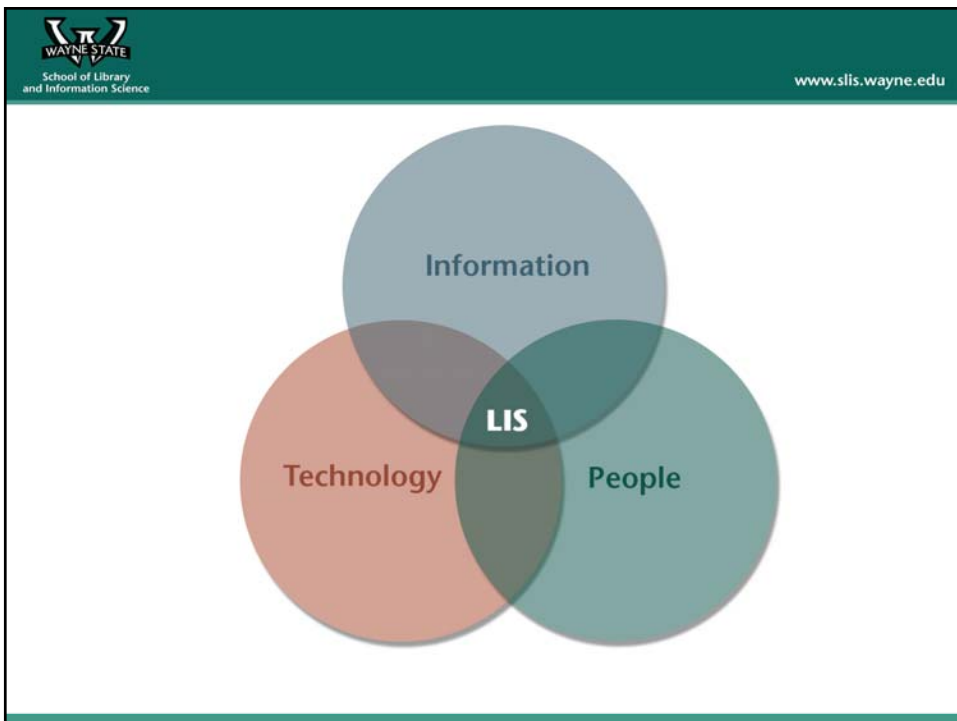 WAYNE STATE
School of Library
and Information Science
www.slis.wayne.edu
Information
LIS
Technology
People